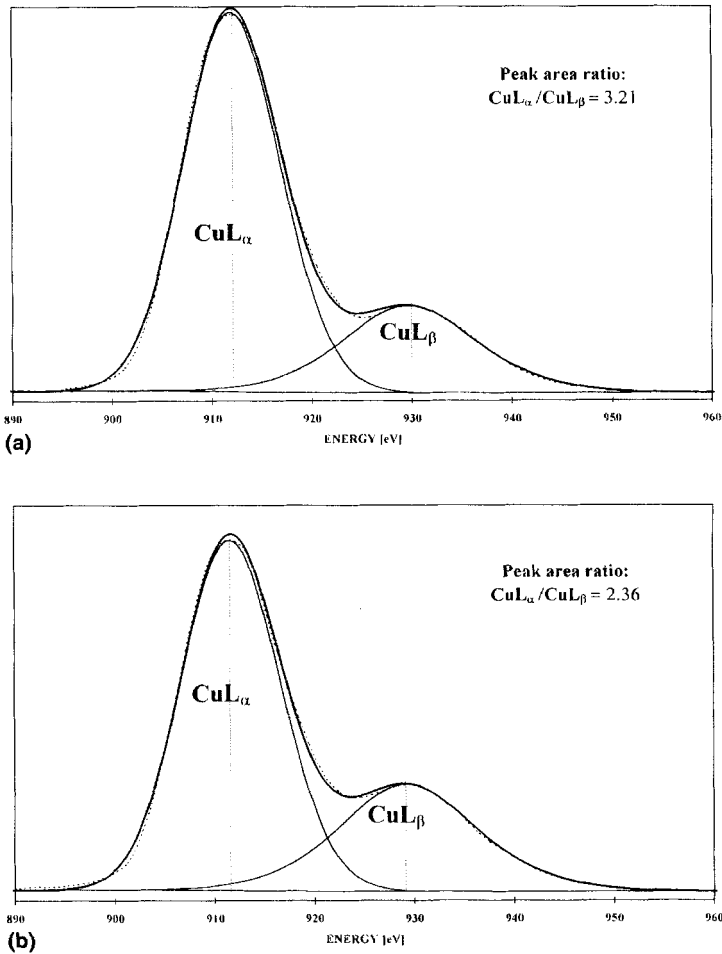 Peak area ratio:
CuLα/CuLβ = 3.21
CuLα
CuLβ
890 900 910 920 930 940 950 960
ENERGY [eV]
(a)
Peak area ratio:
CuLα/CuLβ = 2.36
CuLα
CuLβ
890 900 910 920 930 940 950 960
ENERGY [eV]
(b)